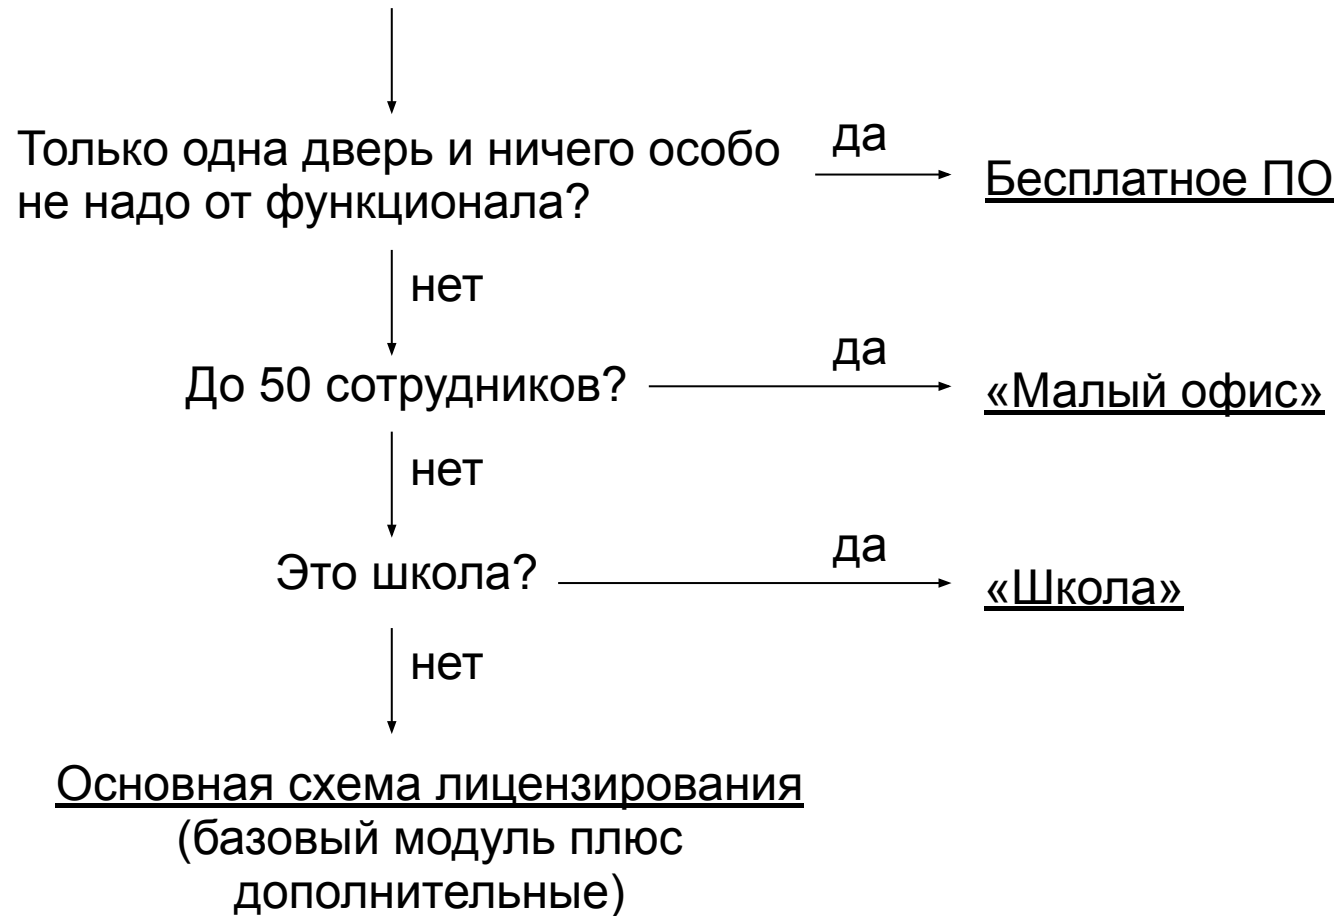 Только одна дверь и ничего особо
не надо от функционала?
да
Бесплатное ПО
нет
До 50 сотрудников?
да
«Малый офис»
нет
Это школа?
да
«Школа»
нет
Основная схема лицензирования
(базовый модуль плюс
дополнительные)